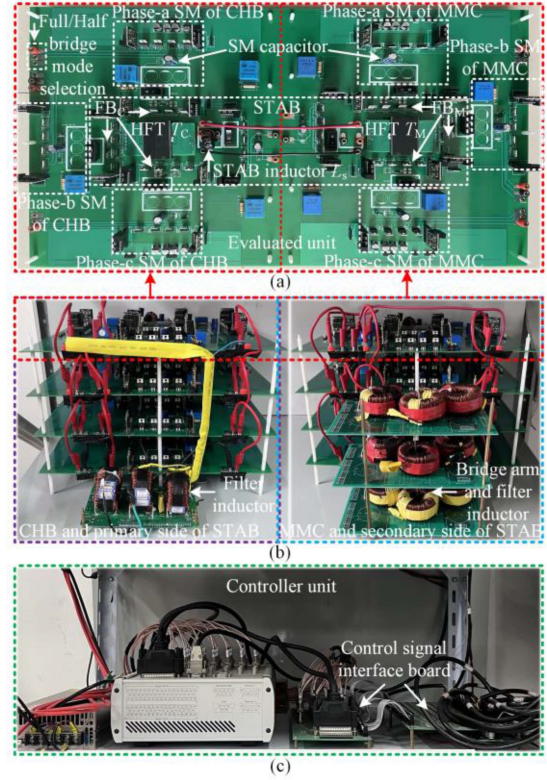 Full/Half
bridge
mode
selection
Phase-a SM of CHB
Phase-a SM of MMC
SM capacitor
Phase-b SM
of MMC
FBC
STAB
FBM
HFT TC
HFT TM
STAB inductor Ls
Phase-b SM
of CHB
Evaluated unit
Phase-c SM of CHB
Phase-c SM of MMC
(a)
Filter
inductor
CHB and primary side of STAB
Bridge arm
and filter
inductor
MMC and secondary side of STAB
(b)
Controller unit
Control signal
interface board
(c)